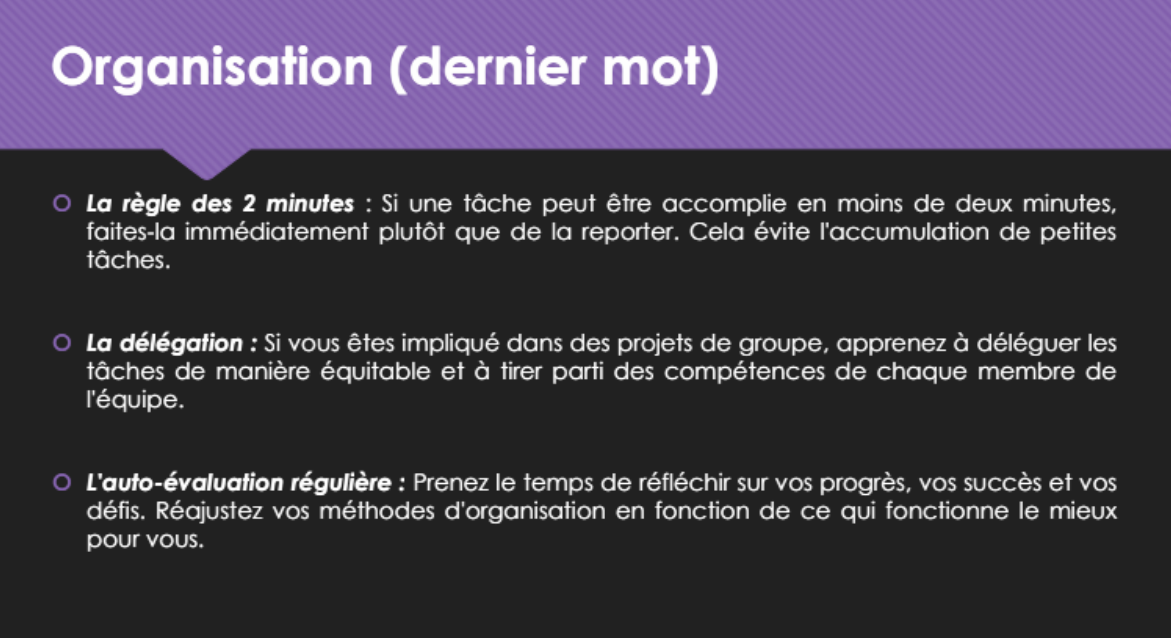 Organisation (dernier mot)
La règle des 2 minutes : Si une tâche peut être accomplie en moins de deux minutes,
faites-la immédiatement plutôt que de la reporter. Cela évite l'accumulation de petites
tâches.
La délégation : Si vous êtes impliqué dans des projets de groupe, apprenez à déléguer les
tâches de manière équitable et à tirer parti des compétences de chaque membre de
l'équipe.
L'auto-évaluation régulière : Prenez le temps de réfléchir sur vos progrès, vos succès et vos
défis. Réajustez vos méthodes d'organisation en fonction de ce qui fonctionne le mieux
pour vous.